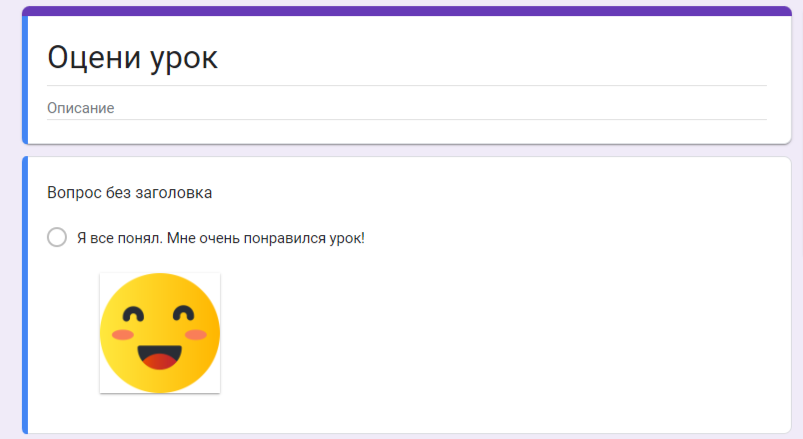 Оцени урок
Описание
Вопрос без заголовка
Я все понял. Мне очень понравился урок!